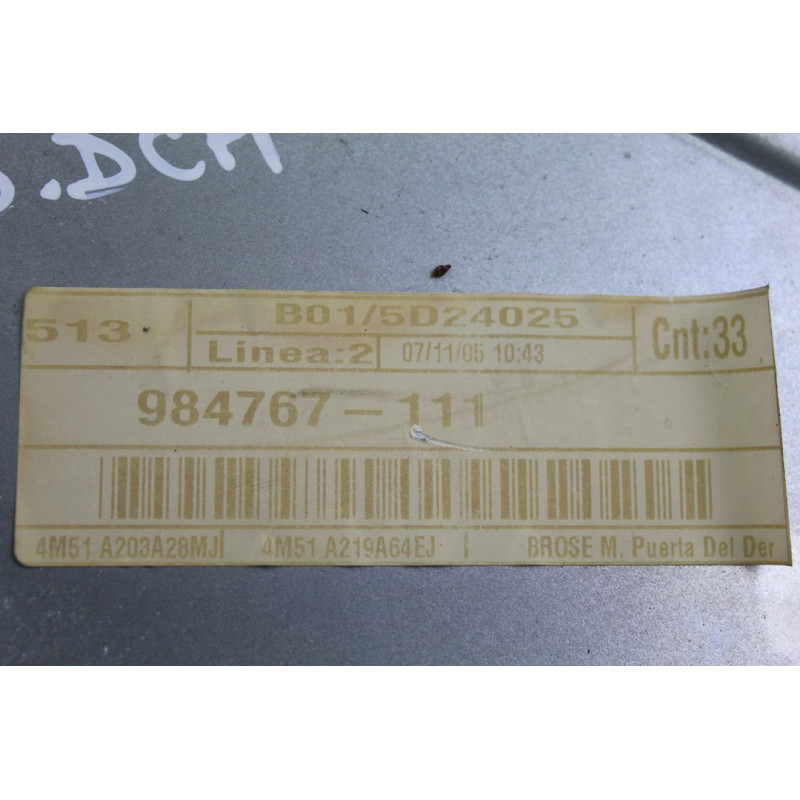 .DCH
513 B01/5D24025 Cnt:33
Linea:2 07/11/05 10:43
984767-111
4M51 A203A28MJ 4M51 A219A64EJ BROSE M. Puerta Del Der